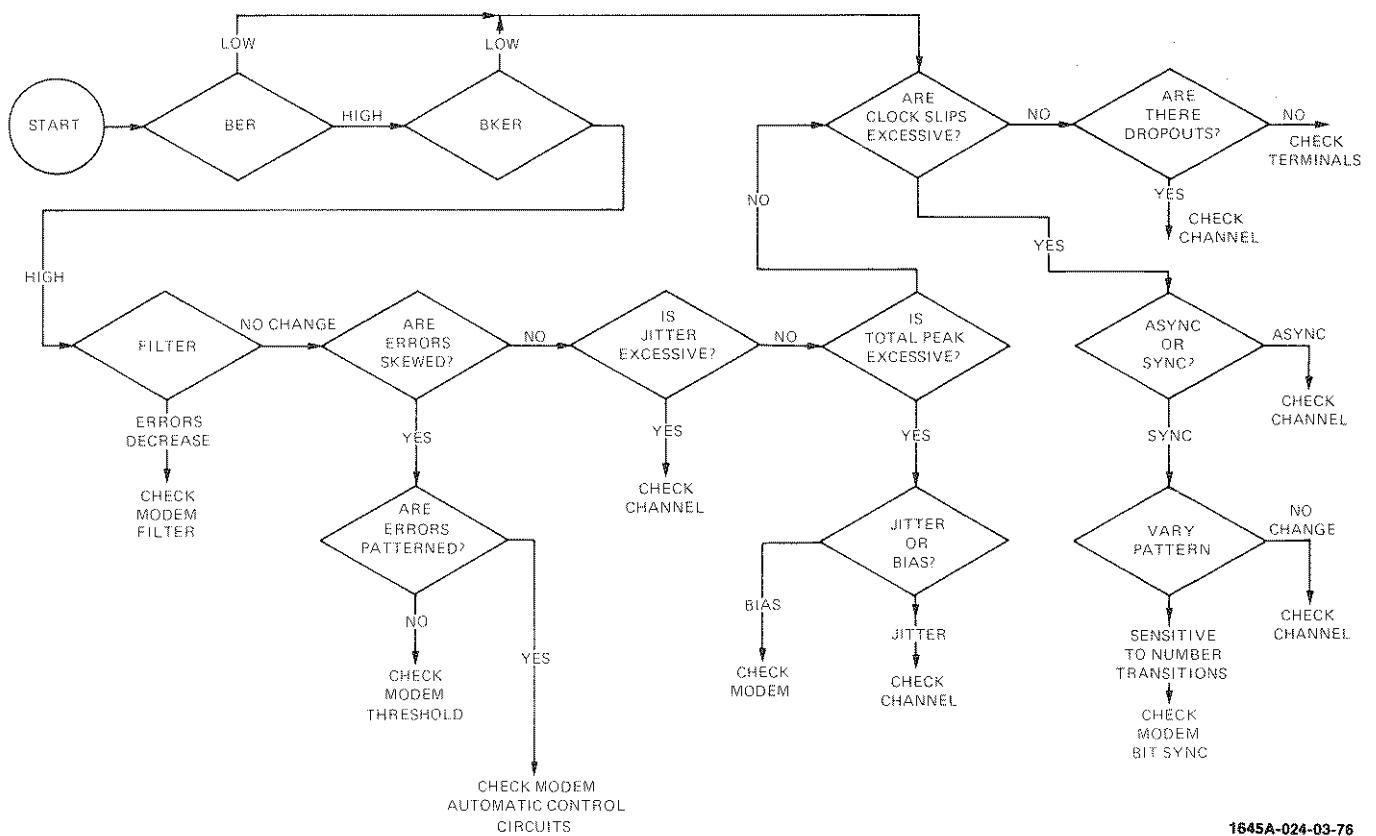 LOW
LOW
START
BER
HIGH
BKER
ARE
CLOCK SLIPS
EXCESSIVE?
NO
ARE
THERE
DROPOUTS?
NO
CHECK
TERMINALS
YES
CHECK
CHANNEL
NO
YES
HIGH
FILTER
NO CHANGE
ARE
ERRORS
SKEWED?
NO
IS
JITTER
EXCESSIVE?
NO
IS
TOTAL PEAK
EXCESSIVE?
ASYNC
OR
SYNC?
ASYNC
CHECK
CHANNEL
ERRORS
DECREASE
CHECK
MODEM
FILTER
YES
YES
CHECK
CHANNEL
YES
SYNC
ARE
ERRORS
PATTERNED?
JITTER
OR
BIAS?
VARY
PATTERN
NO
CHANGE
CHECK
CHANNEL
NO
CHECK
MODEM
THRESHOLD
YES
CHECK MODEM
AUTOMATIC CONTROL
CIRCUITS
BIAS
CHECK
MODEM
JITTER
CHECK
CHANNEL
SENSITIVE
TO NUMBER
TRANSITIONS
CHECK
MODEM
BIT SYNC
1645A-024-03-76